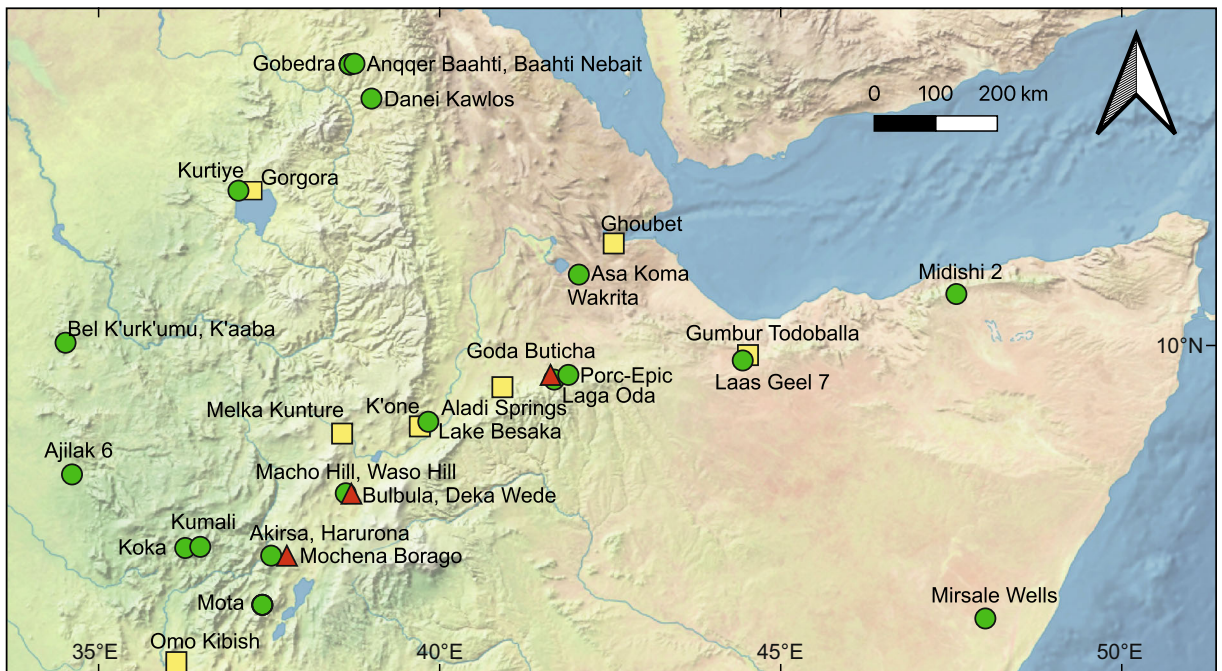 Gobedra
Anqqer Baahti, Baahti Nebait
Danei Kawlos
0 100 200 km
Kurtiye
Gorgora
Ghoubet
Asa Koma
Wakrita
Midishi 2
Bel K'urk'umu, K'aaba
Gumbur Todoballa
10°N
Goda Buticha
Porc-Epic
Laas Geel 7
Laga Oda
Melka Kunture
K'one
Aladi Springs
Lake Besaka
Ajilak 6
Macho Hill, Waso Hill
Bulbula, Deka Wede
Kumali
Akirsa, Harurona
Koka
Mochena Borago
Mota
Mirsale Wells
Omo Kibish
35°E 40°E 45°E 50°E